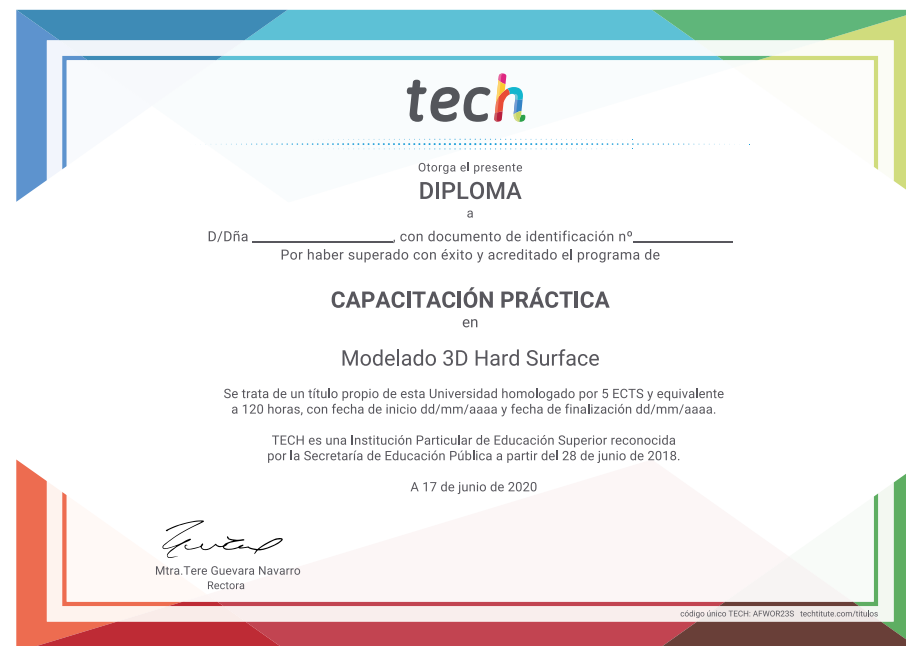 tech
Otorga el presente
DIPLOMA
a
D/Dña ____________________, con documento de identificación nº______________
Por haber superado con éxito y acreditado el programa de
CAPACITACIÓN PRÁCTICA
en
Modelado 3D Hard Surface
Se trata de un título propio de esta Universidad homologado por 5 ECTS y equivalente
a 120 horas, con fecha de inicio dd/mm/aaaa y fecha de finalización dd/mm/aaaa.
TECH es una Institución Particular de Educación Superior reconocida
por la Secretaría de Educación Pública a partir del 28 de junio de 2018.
A 17 de junio de 2020
Mtra.Tere Guevara Navarro
Rectora
código único TECH: AFWOR23S techtitute.com/titulos